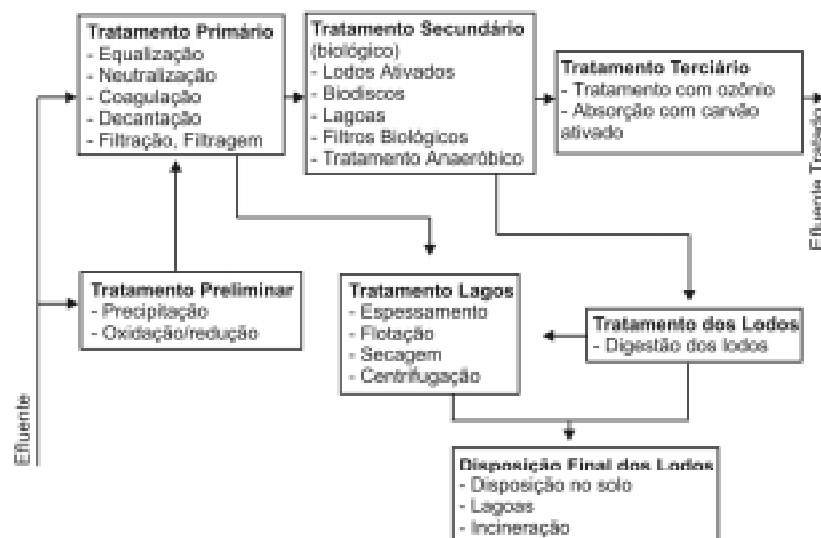 Tratamento Primário
- Equalização
- Neutralização
- Coagulação
- Decantação
- Filtração, Filtragem
Tratamento Secundário
(biológico)
- Lodos Ativados
- Biodiscos
- Lagoas
- Filtros Biológicos
- Tratamento Anaeróbico
Tratamento Terciário
- Tratamento com ozônio
- Absorção com carvão
ativado
Efluente Tratado
Tratamento Preliminar
- Precipitação
- Oxidação/redução
Tratamento Lagos
- Espessamento
- Flotação
- Secagem
- Centrifugação
Tratamento dos Lodos
- Digestão dos lodos
Efluente
Disposição Final dos Lodos
- Disposição no solo
- Lagoas
- Incineração